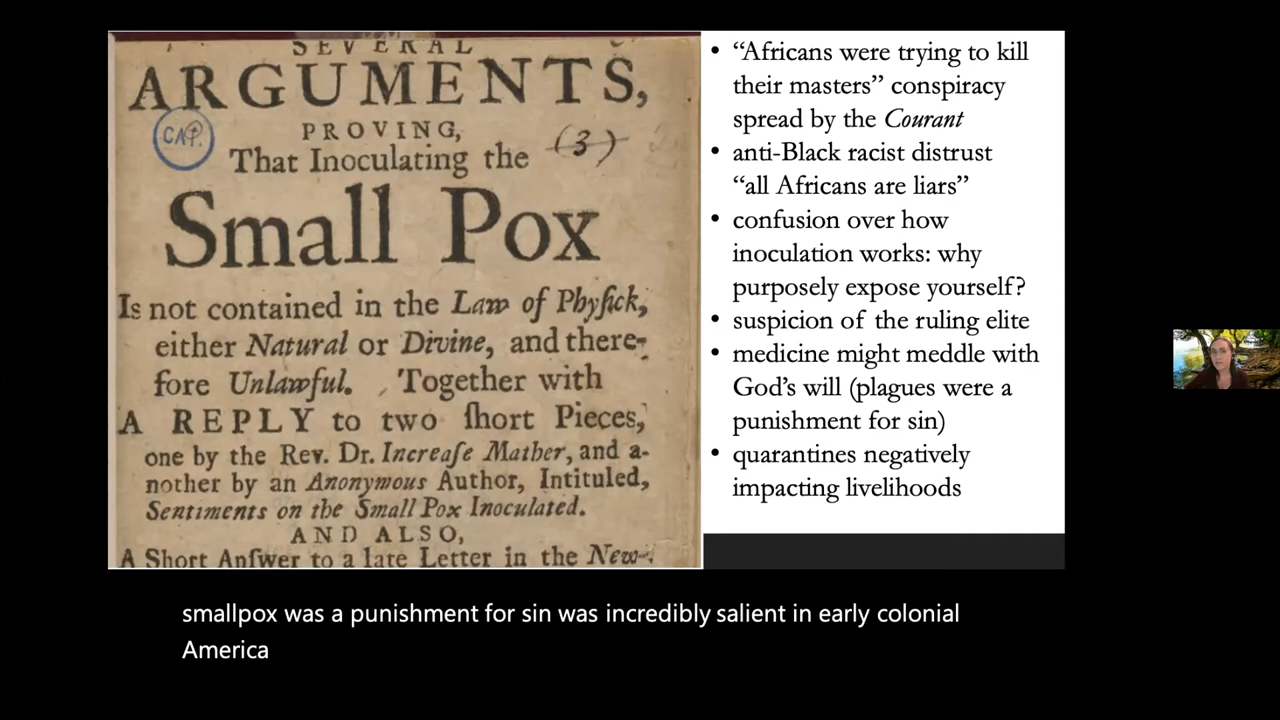 SEVERAL
ARGUMENTS,
PROVING,
CNP.
(3)
That Inoculating the
Small Pox
Is not contained in the Law of Phyſick,
either Natural or Divine, and there-
fore Unlawful. Together with
A REPLY to two ſhort Pieces,
one by the Rev. Dr. Increaſe Mather, and a-
nother by an Anonymous Author, Intituled,
Sentiments on the Small Pox Inoculated.
AND ALSO,
A Short Anſwer to a late Letter in the New-
• “Africans were trying to kill
their masters” conspiracy
spread by the Courant
• anti-Black racist distrust
“all Africans are liars”
• confusion over how
inoculation works: why
purposely expose yourself?
• suspicion of the ruling elite
• medicine might meddle with
God’s will (plagues were a
punishment for sin)
• quarantines negatively
impacting livelihoods
smallpox was a punishment for sin was incredibly salient in early colonial
America